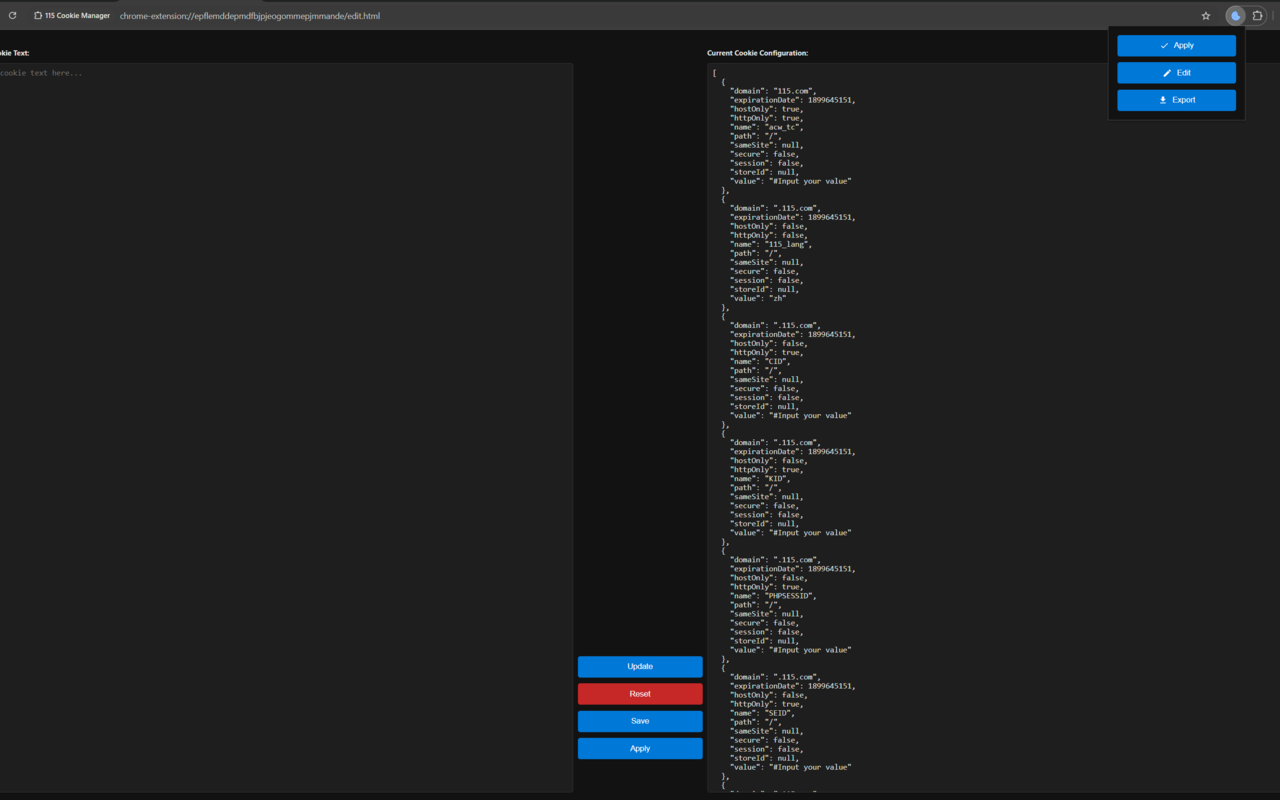 115 Cookie Manager
chrome-extension://epflemddepmdfbjpjeogommepjmmande/edit.html
Apply
Edit
Export
kie Text:
cookie text here...
Update
Reset
Save
Apply
Current Cookie Configuration:
[
{
"domain": "115.com",
"expirationDate": 1899645151,
"hostOnly": true,
"httpOnly": true,
"name": "acw_tc",
"path": "/",
"sameSite": null,
"secure": false,
"session": false,
"storeId": null,
"value": "#Input your value"
},
{
"domain": ".115.com",
"expirationDate": 1899645151,
"hostOnly": false,
"httpOnly": false,
"name": "115_lang",
"path": "/",
"sameSite": null,
"secure": false,
"session": false,
"storeId": null,
"value": "zh"
},
{
"domain": ".115.com",
"expirationDate": 1899645151,
"hostOnly": false,
"httpOnly": true,
"name": "CID",
"path": "/",
"sameSite": null,
"secure": false,
"session": false,
"storeId": null,
"value": "#Input your value"
},
{
"domain": ".115.com",
"expirationDate": 1899645151,
"hostOnly": false,
"httpOnly": true,
"name": "KID",
"path": "/",
"sameSite": null,
"secure": false,
"session": false,
"storeId": null,
"value": "#Input your value"
},
{
"domain": ".115.com",
"expirationDate": 1899645151,
"hostOnly": false,
"httpOnly": true,
"name": "PHPSESSID",
"path": "/",
"sameSite": null,
"secure": false,
"session": false,
"storeId": null,
"value": "#Input your value"
},
{
"domain": ".115.com",
"expirationDate": 1899645151,
"hostOnly": false,
"httpOnly": true,
"name": "SEID",
"path": "/",
"sameSite": null,
"secure": false,
"session": false,
"storeId": null,
"value": "#Input your value"
},
{